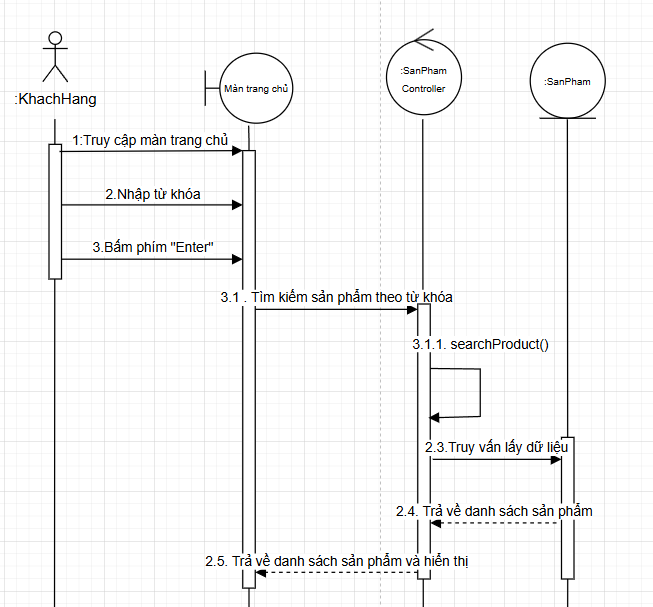 :KhachHang
Màn trang chủ
:SanPham
Controller
:SanPham
1:Truy cập màn trang chủ
2.Nhập từ khóa
3.Bấm phím "Enter"
3.1 . Tìm kiếm sản phẩm theo từ khóa
3.1.1. searchProduct()
2.3.Truy vấn lấy dữ liệu
2.4. Trả về danh sách sản phẩm
2.5. Trả về danh sách sản phẩm và hiển thị